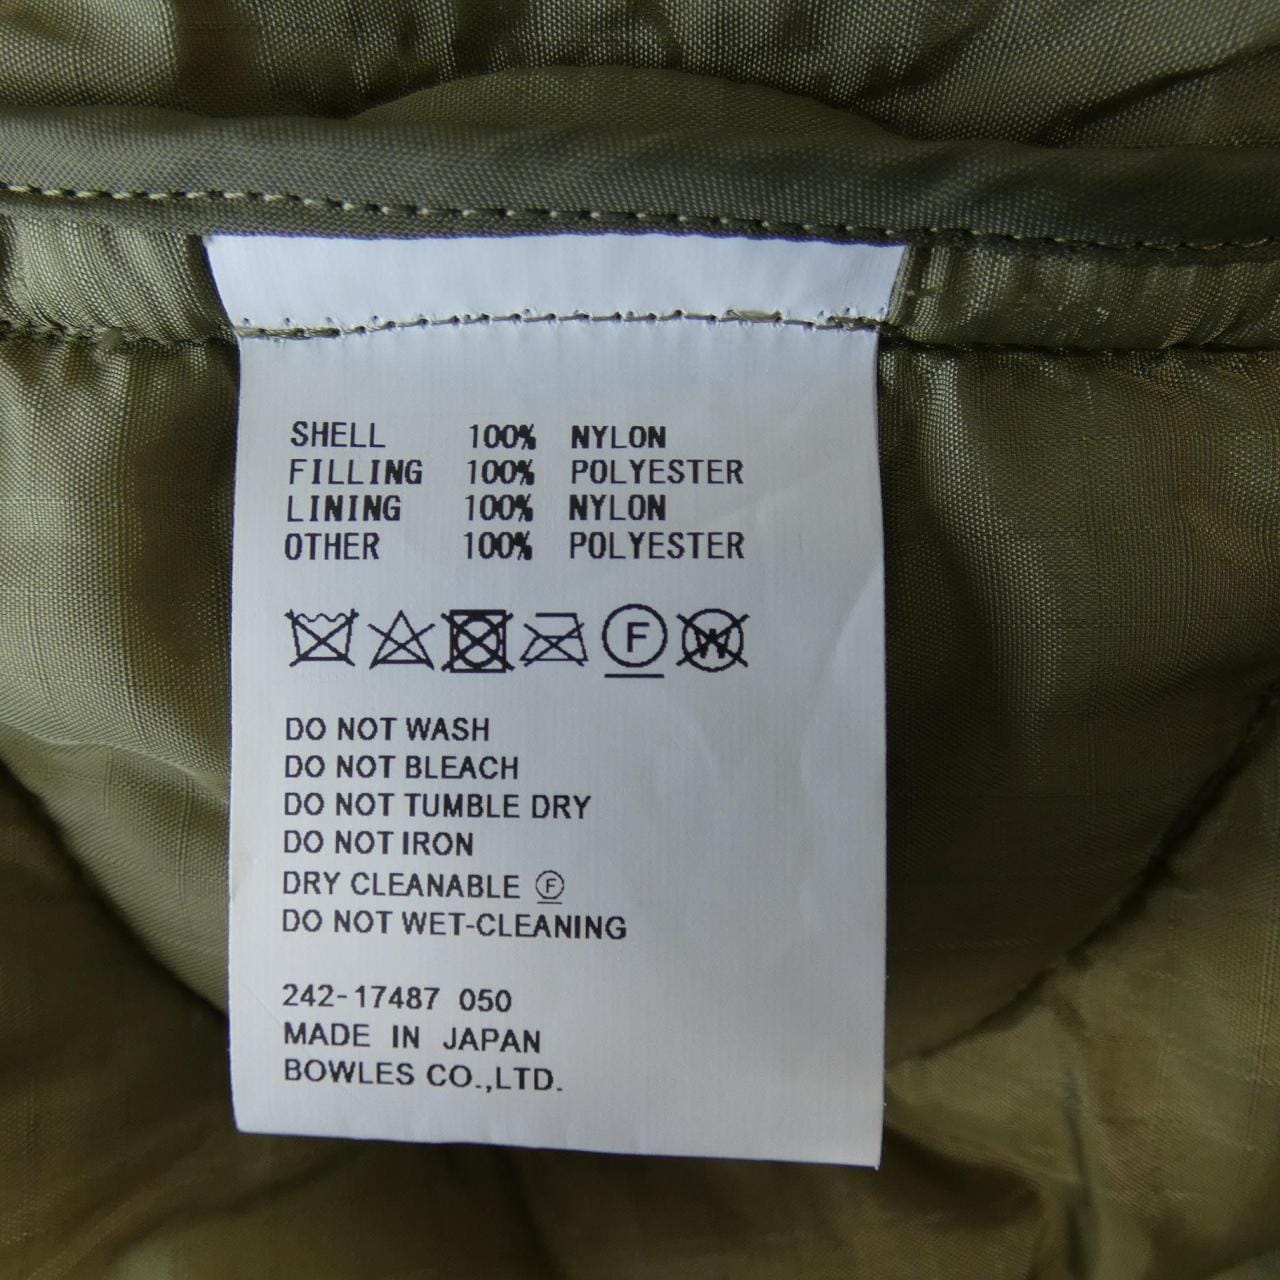 SHELL 100% NYLON
FILLING 100% POLYESTER
LINING 100% NYLON
OTHER 100% POLYESTER
F W
DO NOT WASH
DO NOT BLEACH
DO NOT TUMBLE DRY
DO NOT IRON
DRY CLEANABLE Ⓕ
DO NOT WET-CLEANING
242-17487 050
MADE IN JAPAN
BOWLES CO.,LTD.